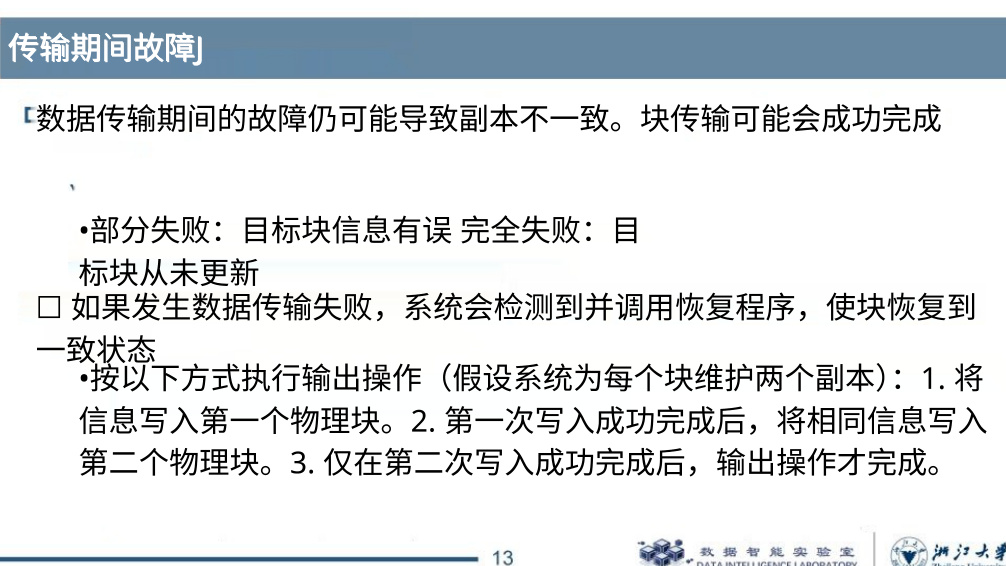 传输期间故障J
数据传输期间的故障仍可能导致副本不一致。块传输可能会成功完成
、
•部分失败：目标块信息有误 完全失败：目
标块从未更新
□ 如果发生数据传输失败，系统会检测到并调用恢复程序，使块恢复到
一致状态
•按以下方式执行输出操作（假设系统为每个块维护两个副本）：1. 将
信息写入第一个物理块。2. 第一次写入成功完成后，将相同信息写入
第二个物理块。3. 仅在第二次写入成功完成后，输出操作才完成。
13
数据智能实验室
DATA INTELLIGENCE LABORATORY
浙江大学